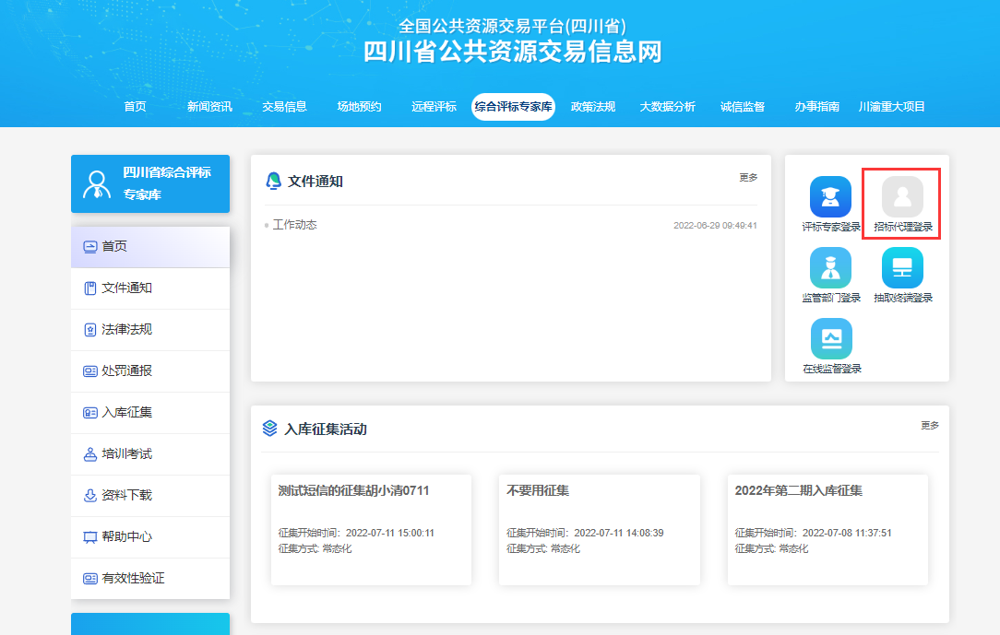 全国公共资源交易平台(四川省)
四川省公共资源交易信息网
首页 新闻资讯 交易信息 场地预约 远程评标 综合评标专家库 政策法规 大数据分析 诚信监督 办事指南 川渝重大项目
四川省综合评标
专家库
首页
文件通知
法律法规
处罚通报
入库征集
培训考试
资料下载
帮助中心
有效性验证
文件通知 更多
工作动态 2022-06-29 09:49:41
评标专家登录 招标代理登录
监管部门登录 抽取终端登录
在线监督登录
入库征集活动 更多
测试短信的征集胡小清0711
征集开始时间: 2022-07-11 15:00:11
征集方式: 常态化
不要用征集
征集开始时间: 2022-07-11 14:08:39
征集方式: 常态化
2022年第二期入库征集
征集开始时间: 2022-07-08 11:37:51
征集方式: 常态化